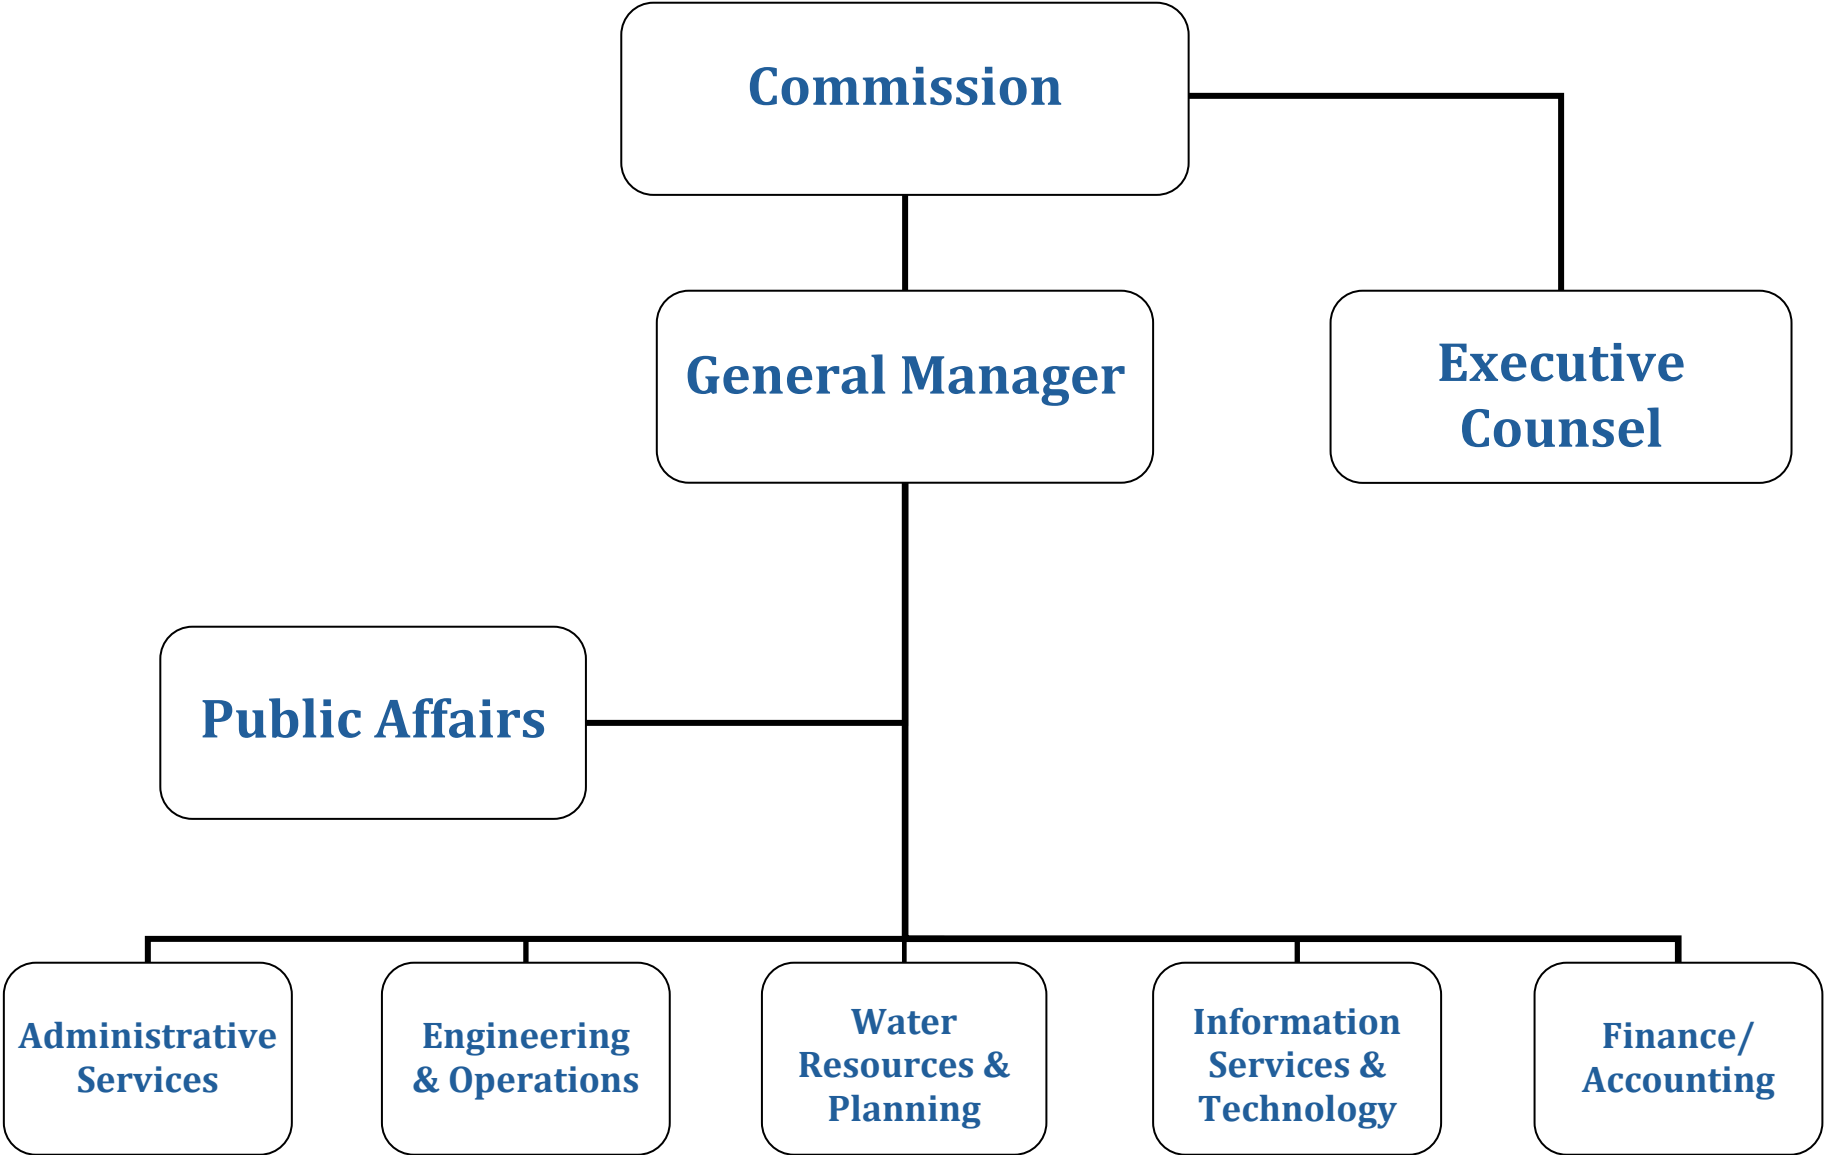 Commission
General Manager
Executive
Counsel
Public Affairs
Administrative
Services
Engineering
& Operations
Water
Resources &
Planning
Information
Services &
Technology
Finance/
Accounting